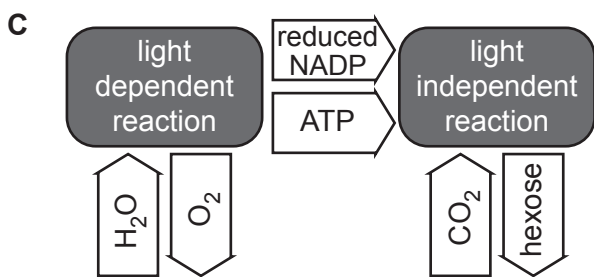 C
light
dependent
reaction
reduced
NADP
ATP
light
independent
reaction
H₂O
O₂
CO₂
hexose